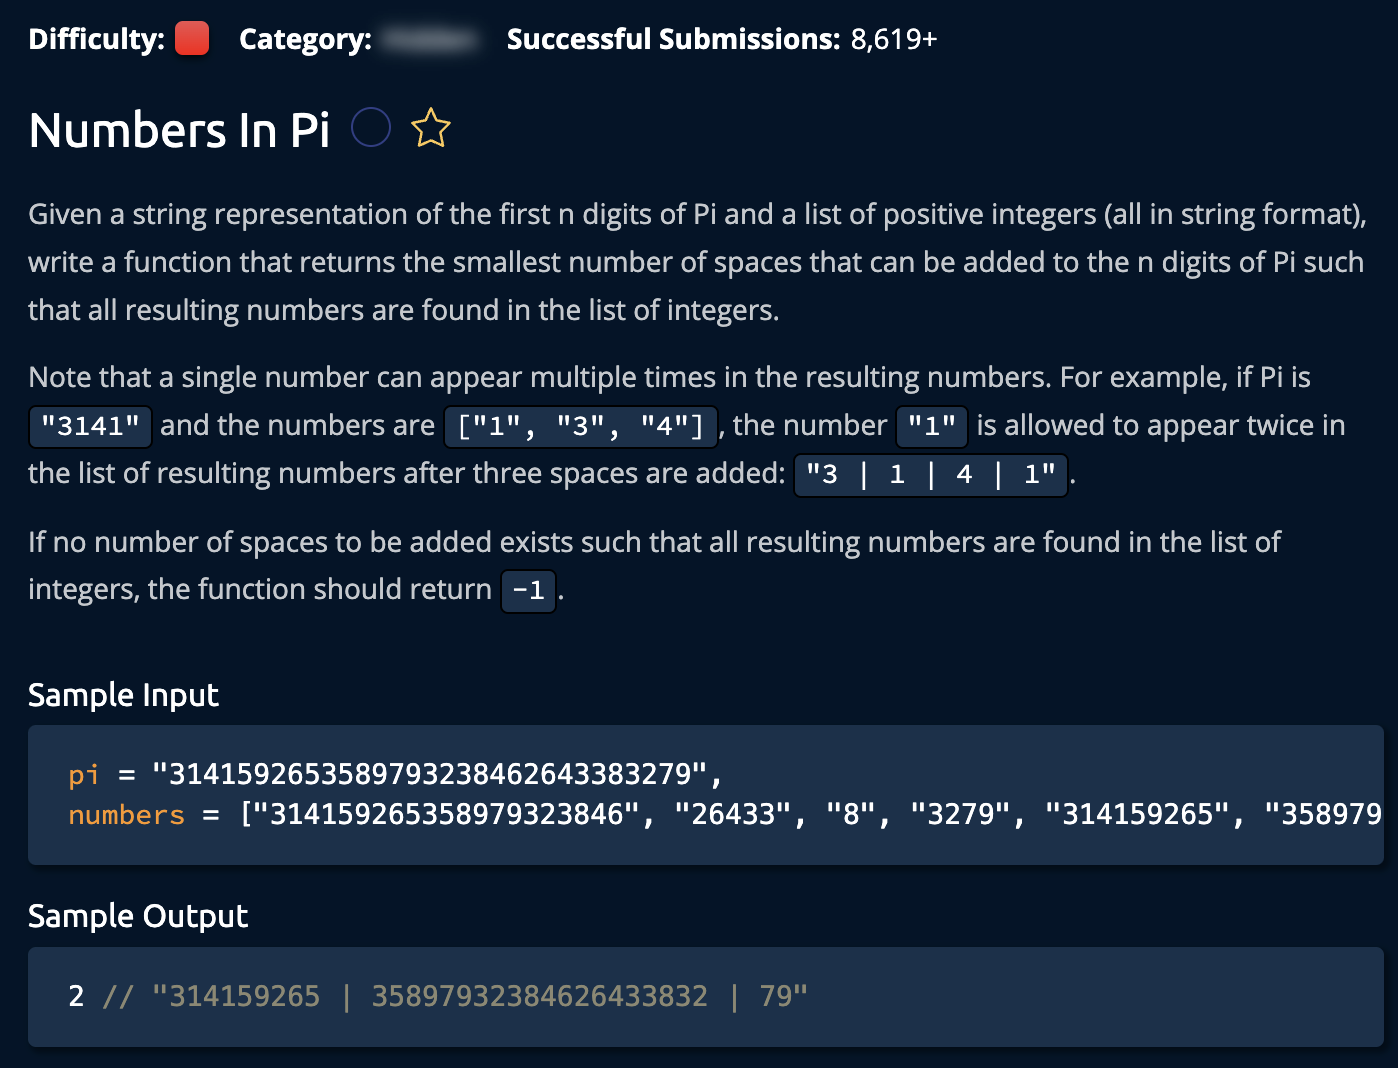 Difficulty: Category: Successful Submissions: 8,619+
Numbers In Pi
Given a string representation of the first n digits of Pi and a list of positive integers (all in string format),
write a function that returns the smallest number of spaces that can be added to the n digits of Pi such
that all resulting numbers are found in the list of integers.
Note that a single number can appear multiple times in the resulting numbers. For example, if Pi is
"3141" and the numbers are ["1", "3", "4"], the number "1" is allowed to appear twice in
the list of resulting numbers after three spaces are added: "3 | 1 | 4 | 1".
If no number of spaces to be added exists such that all resulting numbers are found in the list of
integers, the function should return -1.
Sample Input
pi = "3141592653589793238462643383279",
numbers = ["314159265358979323846", "26433", "8", "3279", "314159265", "358979
Sample Output
2 // "314159265 | 35897932384626433832 | 79"